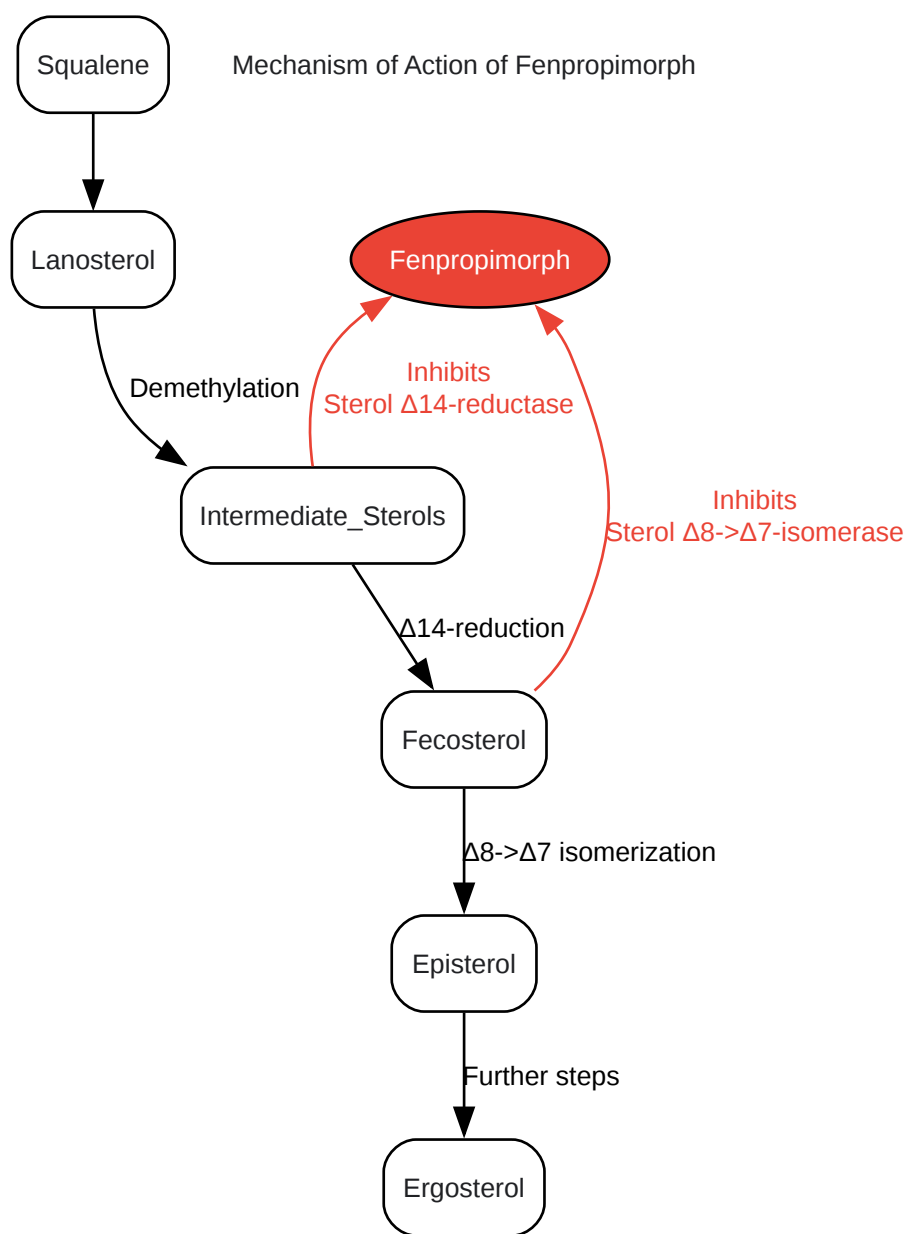 Squalene
Mechanism of Action of Fenpropimorph
Lanosterol
Fenpropimorph
Demethylation
Inhibits
Sterol Δ14-reductase
Intermediate_Sterols
Inhibits
Sterol Δ8->Δ7-isomerase
Δ14-reduction
Fecosterol
Δ8->Δ7 isomerization
Episterol
Further steps
Ergosterol